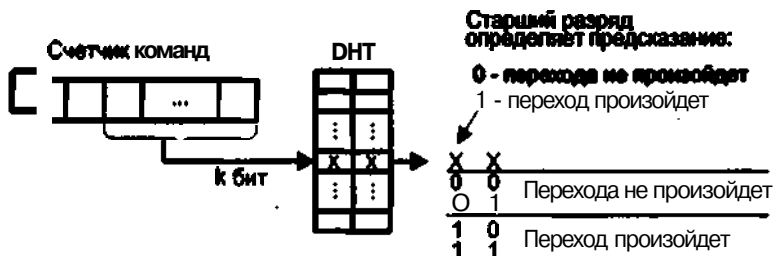 Старший разряд
определяет предсказание:
Счетчик команд
DHT
0 - перехода не произойдет
1 - переход произойдет
...
X X
X X
k бит
0 0
Перехода не произойдет
O 1
1 0
Переход произойдет
1 1